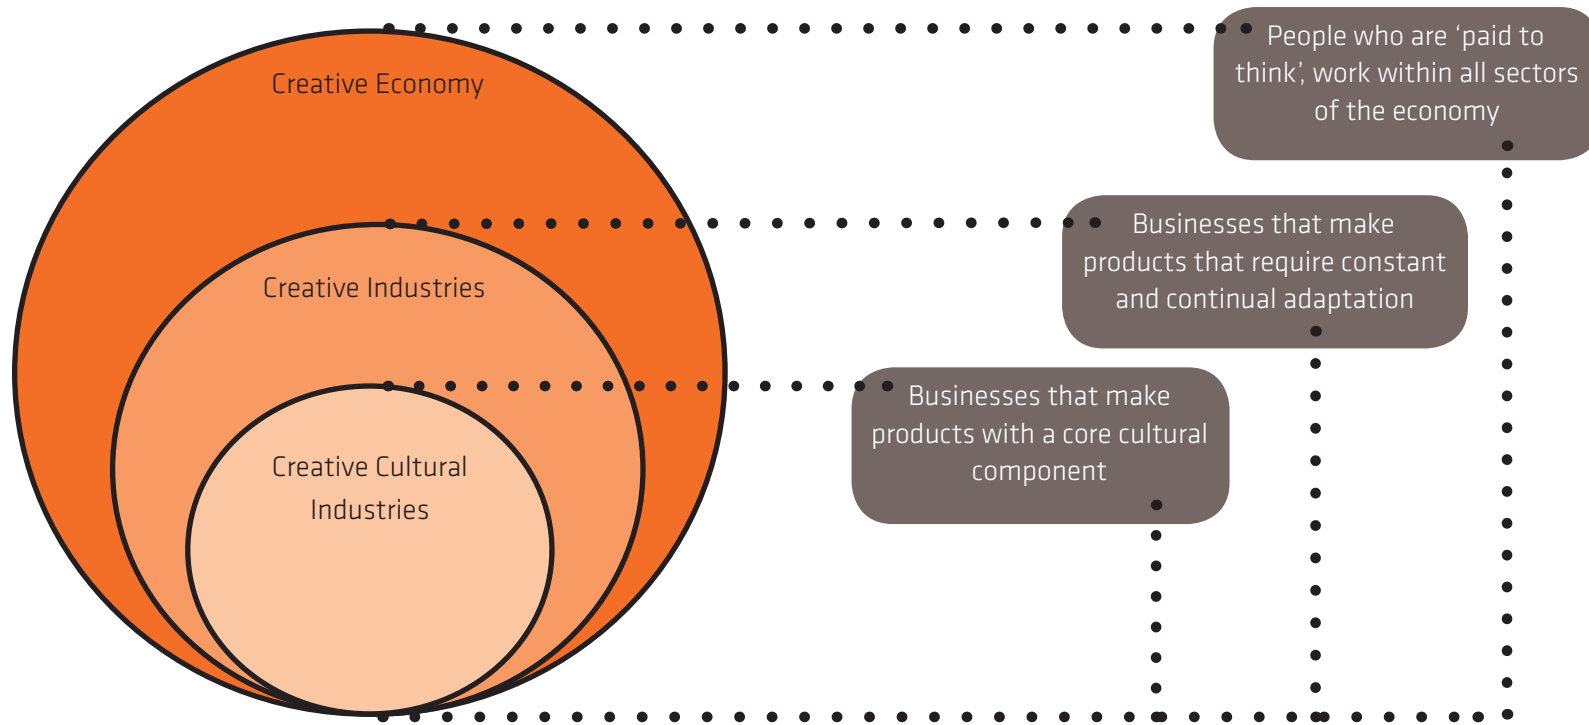 Creative Economy
Creative Industries
Creative Cultural
Industries
People who are ‘paid to
think’, work within all sectors
of the economy
Businesses that make
products that require constant
and continual adaptation
Businesses that make
products with a core cultural
component